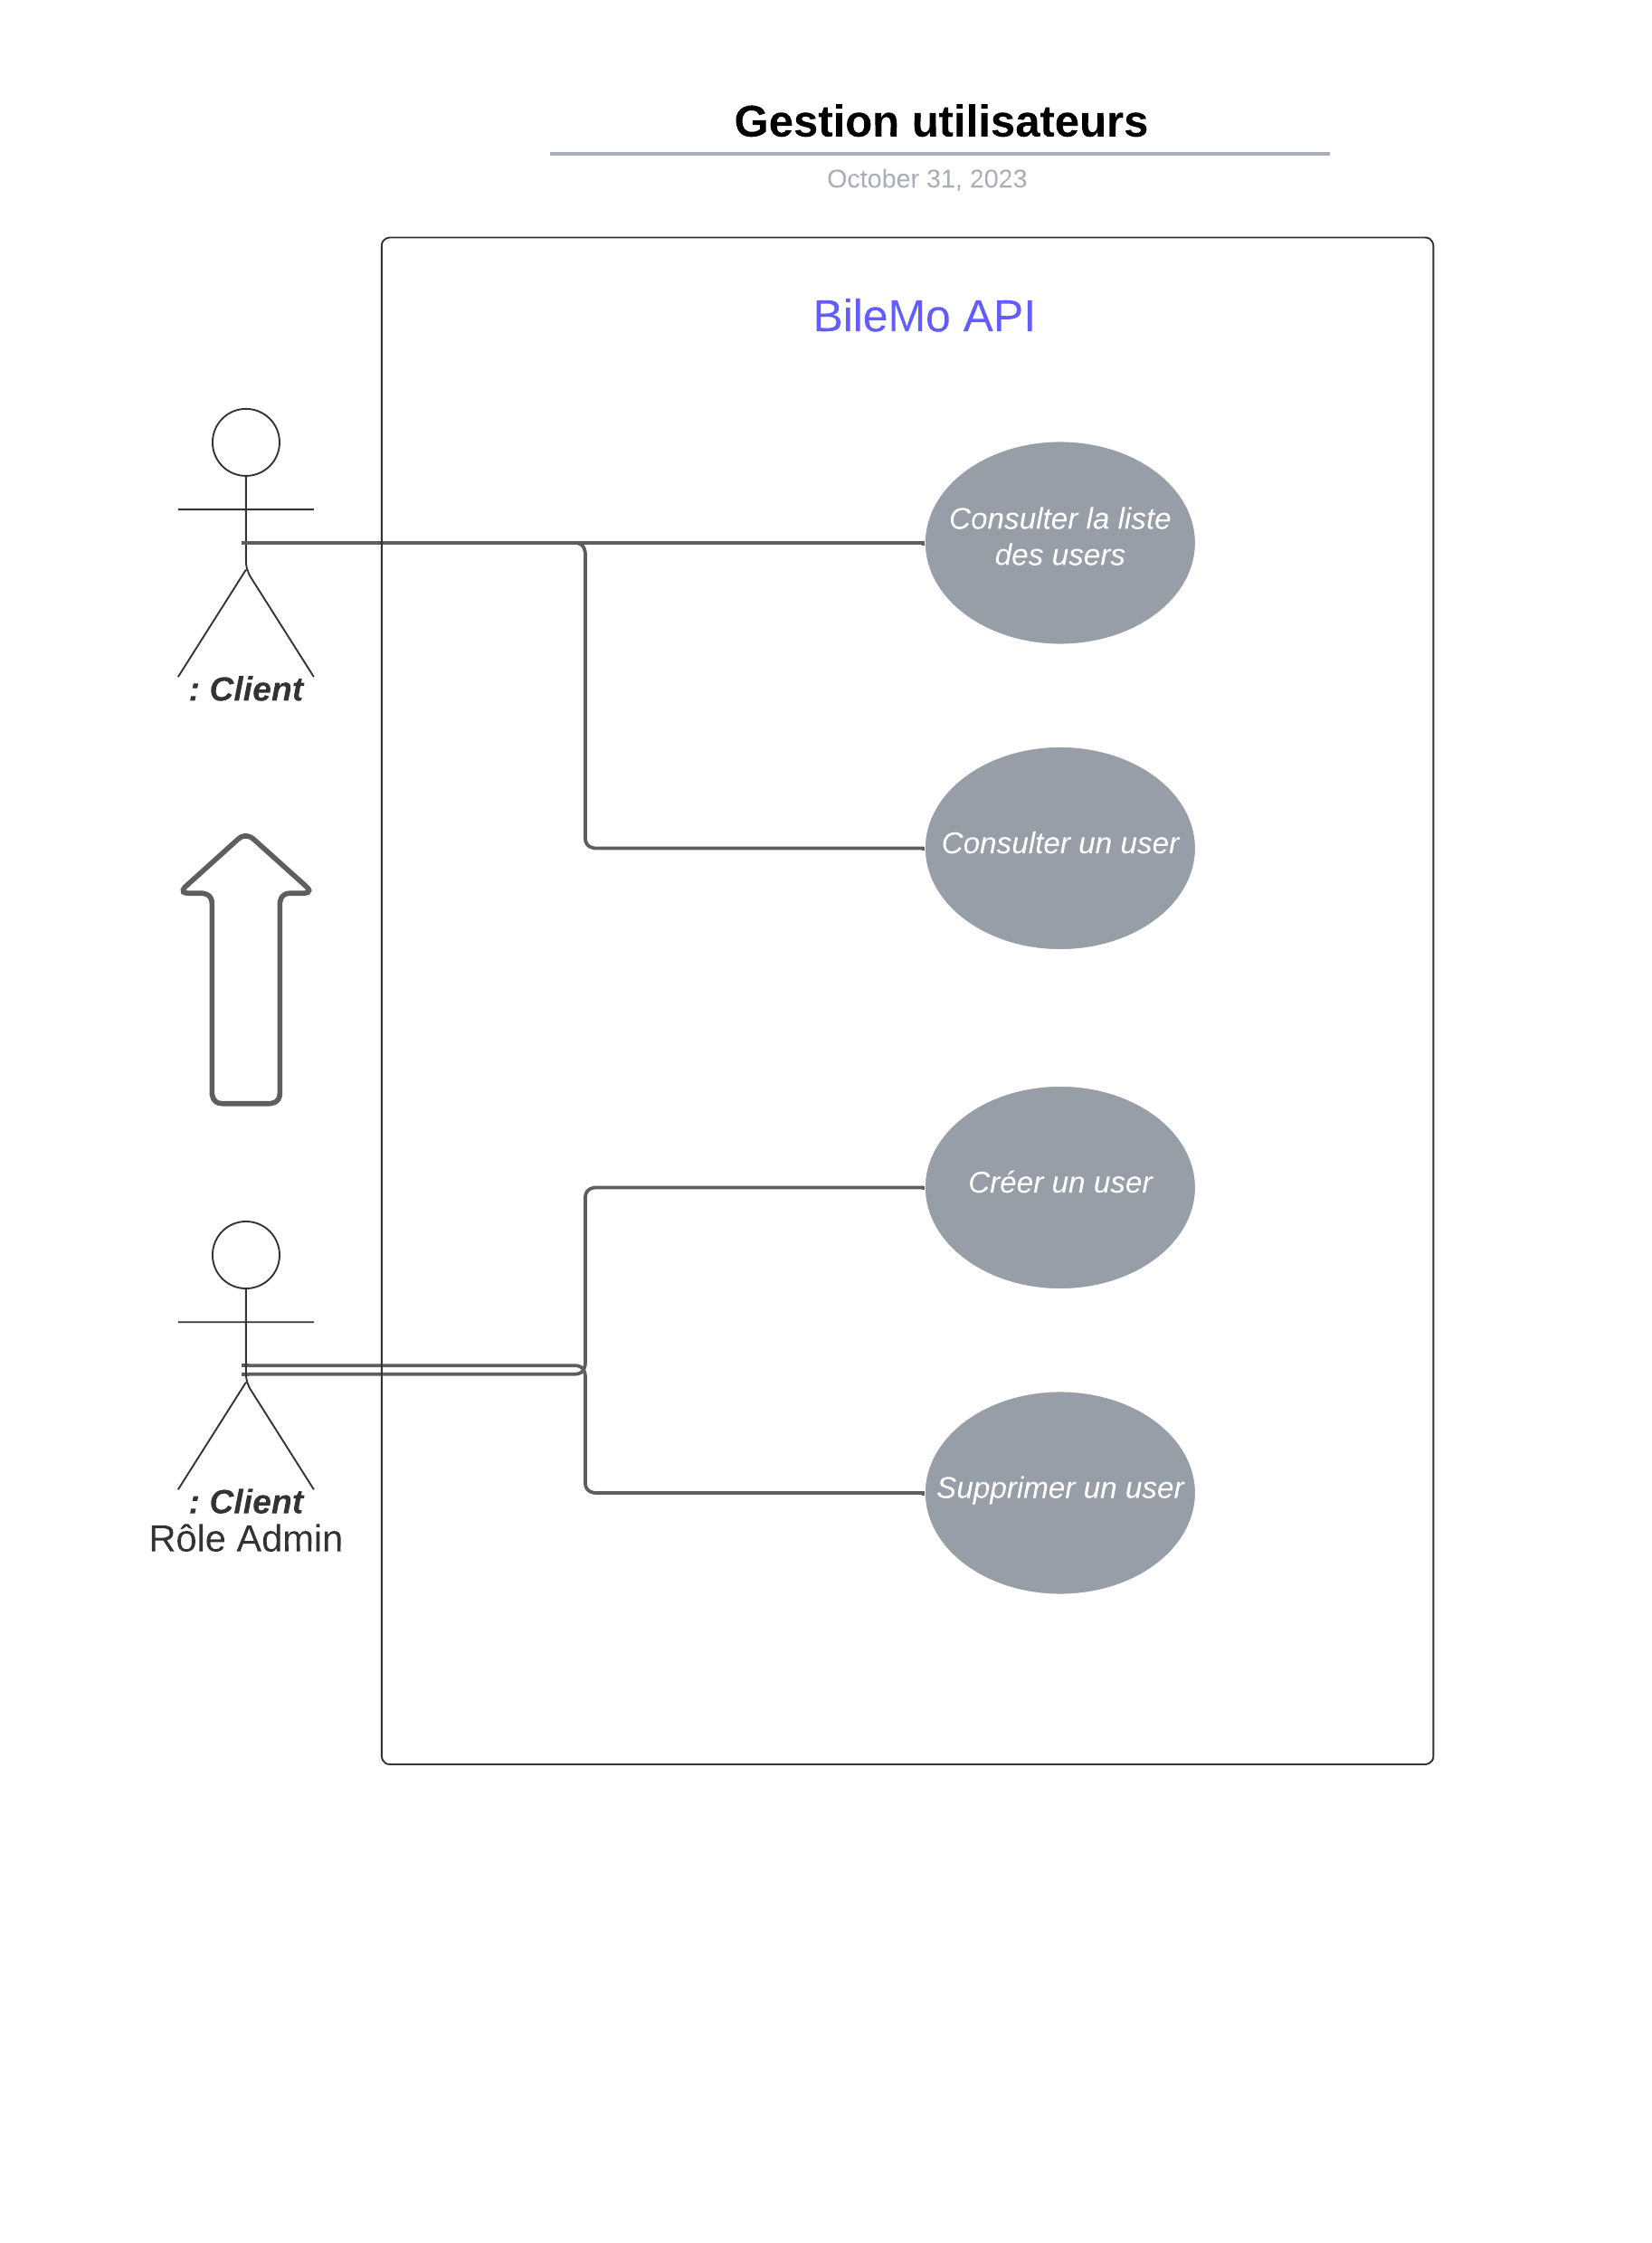 Gestion utilisateurs
October 31, 2023
BileMo API
Consulter la liste
des users
: Client
Consulter un user
Créer un user
Supprimer un user
: Client
Rôle Admin